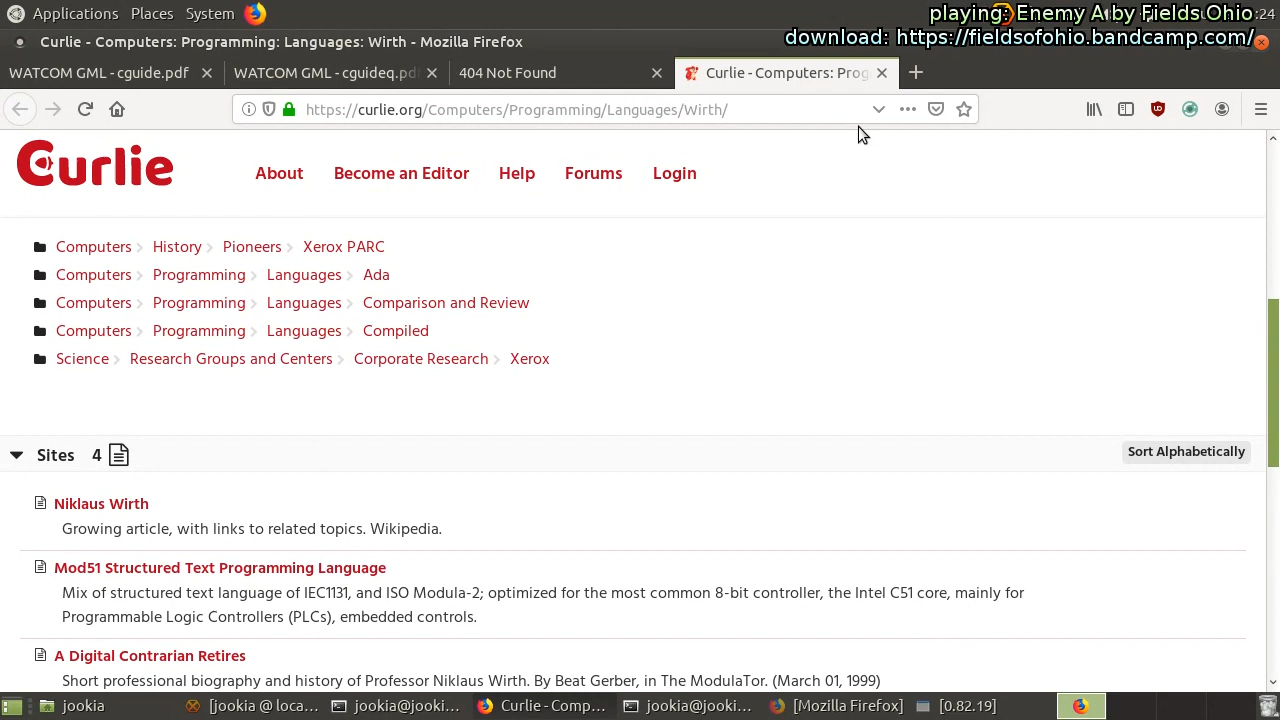 Applications Places System
:24
playing: Enemy A by Fields Ohio
download: https://fieldsofohio.bandcamp.com/
Curlie - Computers: Programming: Languages: Wirth - Mozilla Firefox
WATCOM GML - cguide.pdf
WATCOM GML - cguideq.pdf
404 Not Found
Curlie - Computers: Prog
https://curlie.org/Computers/Programming/Languages/Wirth/
Curlie
About Become an Editor Help Forums Login
Computers History Pioneers Xerox PARC
Computers Programming Languages Ada
Computers Programming Languages Comparison and Review
Computers Programming Languages Compiled
Science Research Groups and Centers Corporate Research Xerox
Sites 4
Sort Alphabetically
Niklaus Wirth
Growing article, with links to related topics. Wikipedia.
Mod51 Structured Text Programming Language
Mix of structured text language of IEC1131, and ISO Modula-2; optimized for the most common 8-bit controller, the Intel C51 core, mainly for
Programmable Logic Controllers (PLCs), embedded controls.
A Digital Contrarian Retires
Short professional biography and history of Professor Niklaus Wirth. By Beat Gerber, in The ModulaTor. (March 01, 1999)
jookia
[jookia @ loca...
jookia@jooki...
Curlie - Comp...
jookia@jooki...
[Mozilla Firefox]
[0.82.19]